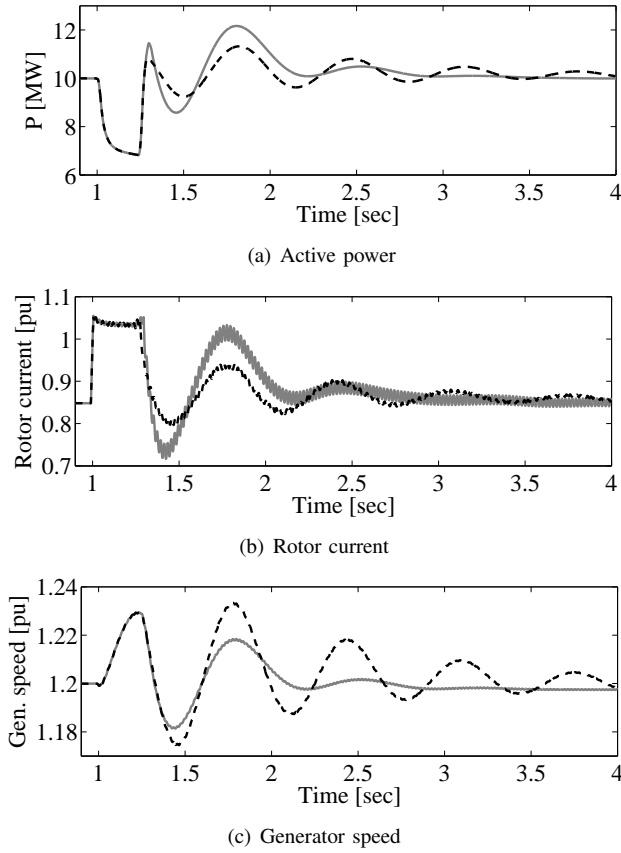 12
10
8
6
P [MW]
1 1.5 2 2.5 3 3.5 4
Time [sec]
(a) Active power
1.1
1
0.9
0.8
0.7
Rotor current [pu]
1 1.5 2 2.5 3 3.5 4
Time [sec]
(b) Rotor current
1.24
1.22
1.2
1.18
Gen. speed [pu]
1 1.5 2 2.5 3 3.5 4
Time [sec]
(c) Generator speed